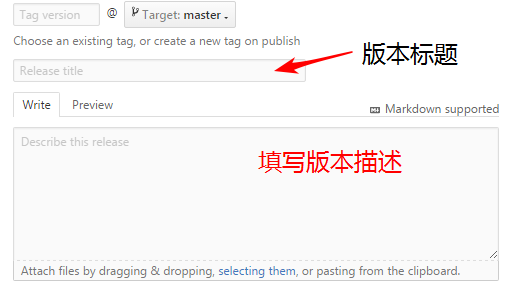 Tag version @ Target: master
Choose an existing tag, or create a new tag on publish
版本标题
Release title
Write Preview Markdown supported
Describe this release
填写版本描述
Attach files by dragging & dropping, selecting them, or pasting from the clipboard.